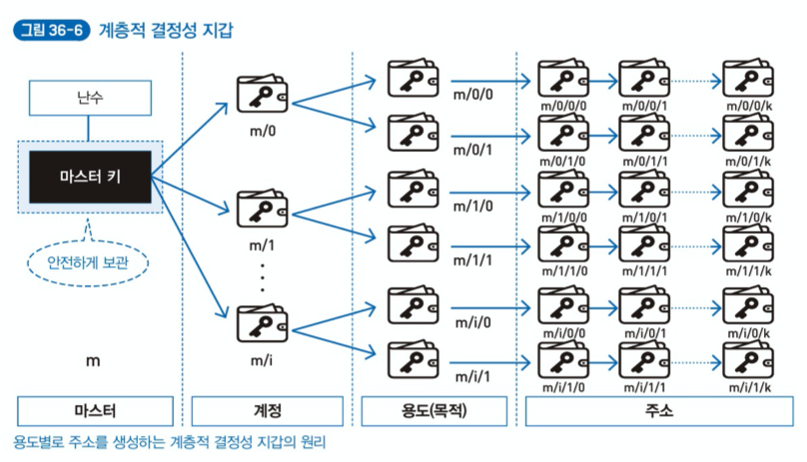 그림 36-6 계층적 결정성 지갑
난수
마스터 키
안전하게 보관
m
m/0
m/1
m/i
m/0/0
m/0/1
m/1/0
m/1/1
m/i/0
m/i/1
m/0/0/0 m/0/0/1 m/0/0/k
m/0/1/0 m/0/1/1 m/0/1/k
m/1/0/0 m/1/0/1 m/1/0/k
m/1/1/0 m/1/1/1 m/1/1/k
m/i/0/0 m/i/0/1 m/i/0/k
m/i/1/0 m/i/1/1 m/i/1/k
마스터 계정 용도(목적) 주소
용도별로 주소를 생성하는 계층적 결정성 지갑의 원리